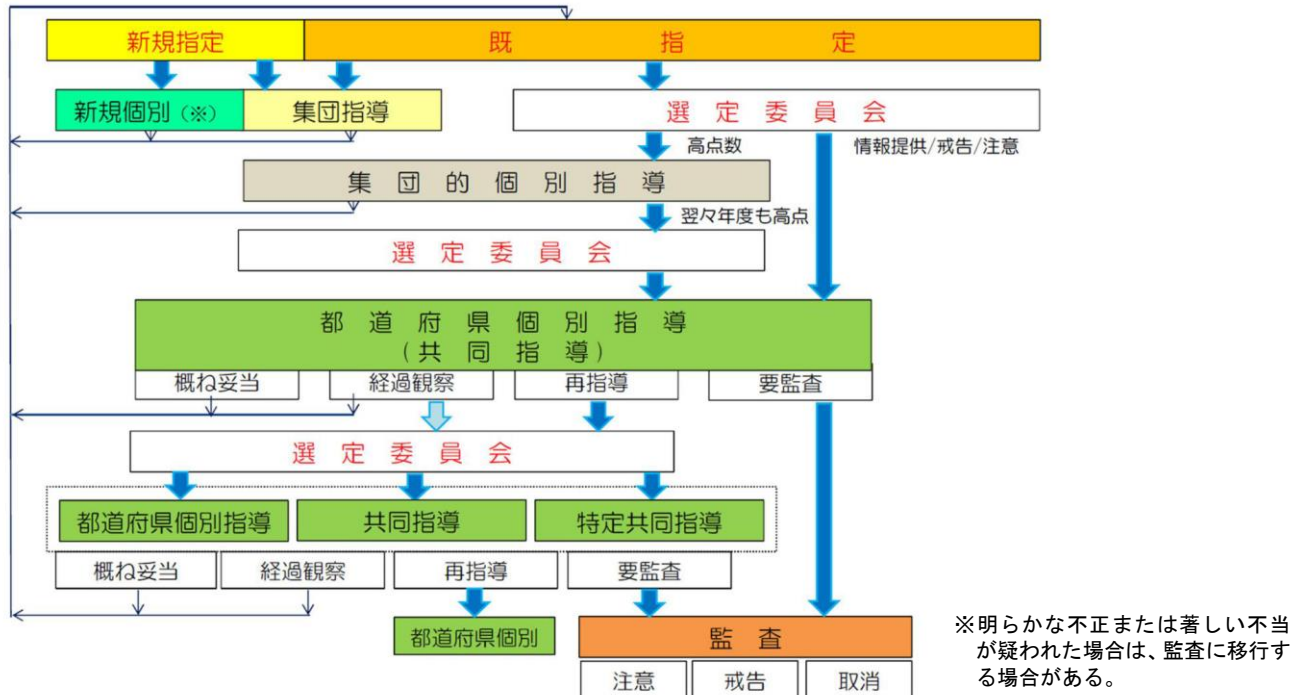 新規指定
既指定
新規個別(※)
集団指導
選定委員会
高点数
情報提供/戒告/注意
集団的個別指導
翌々年度も高点
選定委員会
都道府県個別指導
(共同指導)
概ね妥当
経過観察
再指導
要監査
選定委員会
都道府県個別指導
共同指導
特定共同指導
概ね妥当
経過観察
再指導
要監査
都道府県個別
監査
注意
戒告
取消
※明らかな不正または著しい不当
が疑われた場合は、監査に移行す
る場合がある。